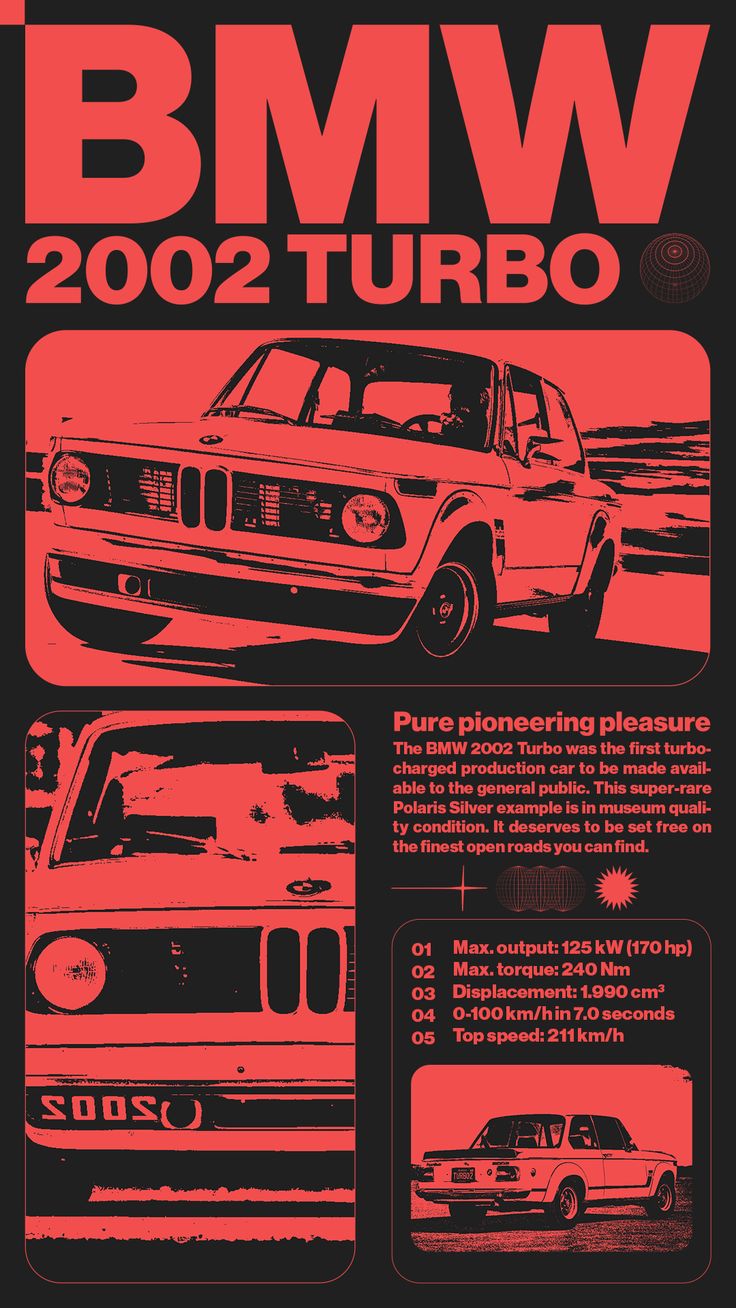 BMW
2002 TURBO
Pure pioneering pleasure
The BMW 2002 Turbo was the first turbo-
charged production car to be made avail-
able to the general public. This super-rare
Polaris Silver example is in museum quali-
ty condition. It deserves to be set free on
the finest open roads you can find.
01 Max. output: 125 kW (170 hp)
02 Max. torque: 240 Nm
03 Displacement: 1.990 cm³
04 0-100 km/h in 7.0 seconds
05 Top speed: 211 km/h
2002
TURBO2